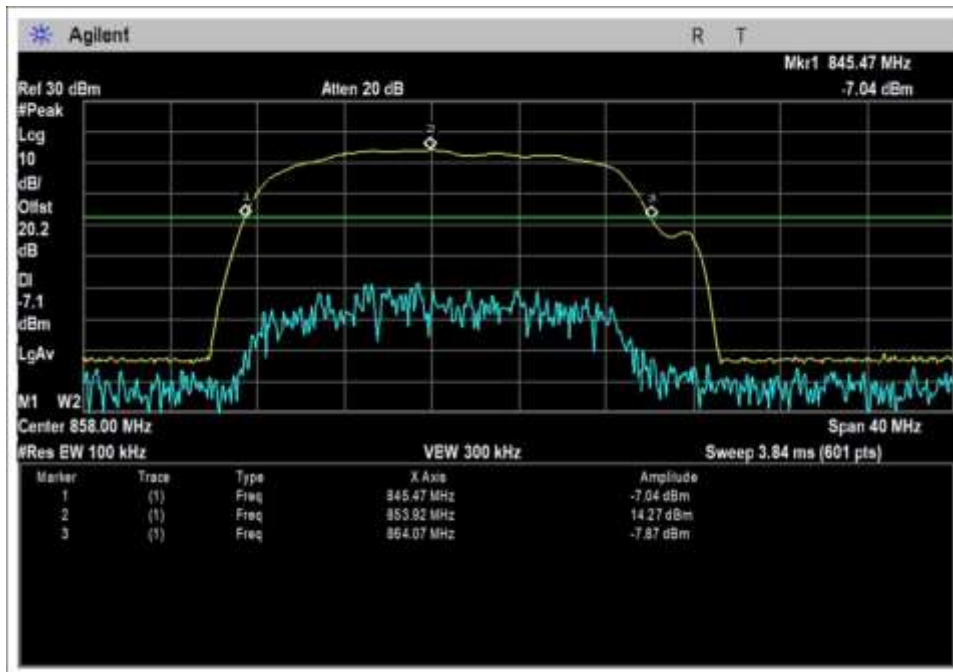 Agilent R T
Mkr1 845.47 MHz
Ref 30 dBm Atten 20 dB -7.04 dBm
#Peak
Log
10
dB/
Offst
20.2
dB
DI
-7.1
dBm
LgAv
M1 W2
1
2
3
Center 858.00 MHz Span 40 MHz
#Res BW 100 kHz VBW 300 kHz Sweep 3.84 ms (601 pts)
Marker Trace Type X Axis Amplitude
1 (1) Freq 845.47 MHz -7.04 dBm
2 (1) Freq 853.92 MHz 14.27 dBm
3 (1) Freq 864.07 MHz -7.87 dBm